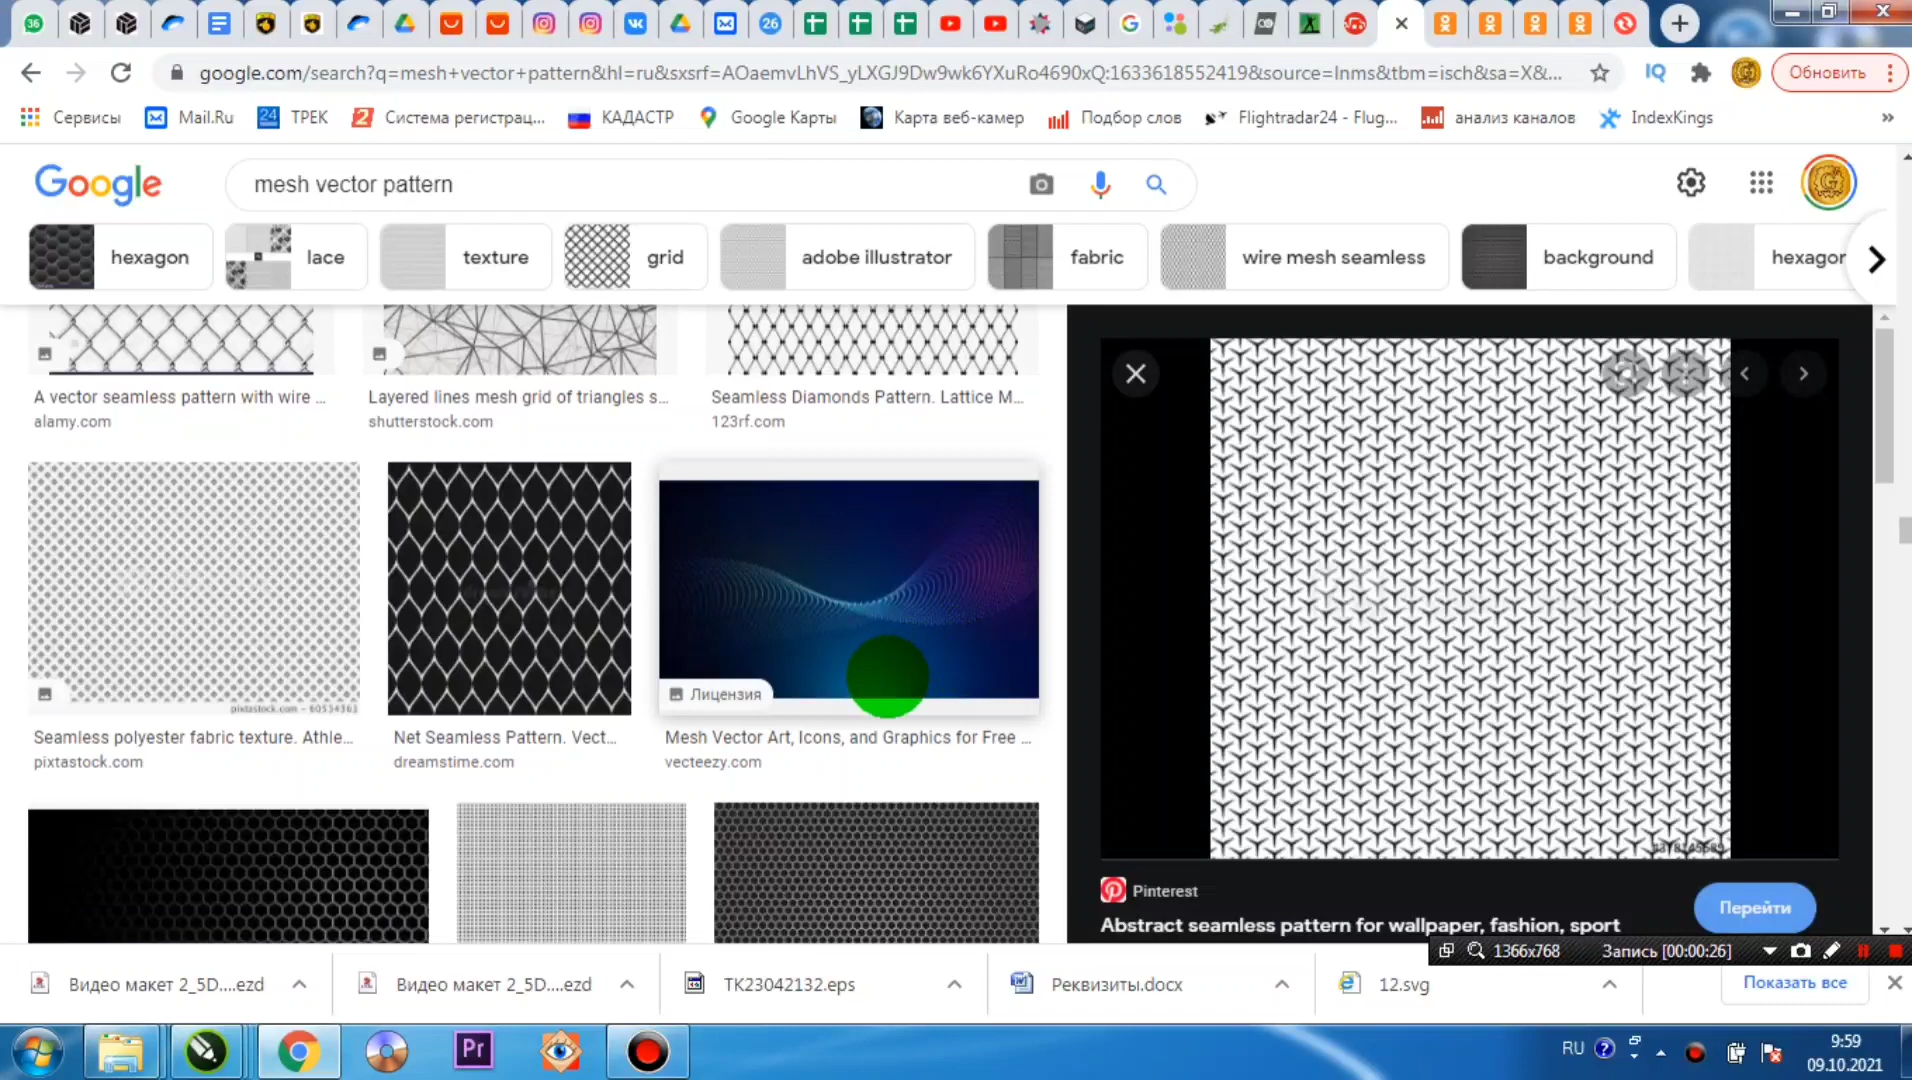 36
26
google.com/search?q=mesh+vector+pattern&hl=ru&sxsrf=AOaemvLhVS_yLXGJ9Dw9wk6YXuRo4690xQ:1633618552419&source=lnms&tbm=isch&sa=X&...
IQ
Обновить
Сервисы
Mail.Ru
24 ТРЕК
Система регистрац...
КАДАСТР
Google Карты
Карта веб-камер
Подбор слов
Flightradar24 - Flug...
анализ каналов
IndexKings
»
Google
mesh vector pattern
hexagon
lace
texture
grid
adobe illustrator
fabric
wire mesh seamless
background
hexagor
A vector seamless pattern with wire ...
alamy.com
Layered lines mesh grid of triangles s...
shutterstock.com
Seamless Diamonds Pattern. Lattice M...
123rf.com
pixtastock.com - 60534361
Лицензия
Seamless polyester fabric texture. Athle...
pixtastock.com
Net Seamless Pattern. Vect...
dreamstime.com
Mesh Vector Art, Icons, and Graphics for Free ...
vecteezy.com
Pinterest
Перейти
Abstract seamless pattern for wallpaper, fashion, sport
1366x768
Запись [00:00:26]
Видео макет 2_5D....ezd
Видео макет 2_5D....ezd
TK23042132.eps
Реквизиты.docx
12.svg
Показать все
Pr
RU
9:59
09.10.2021